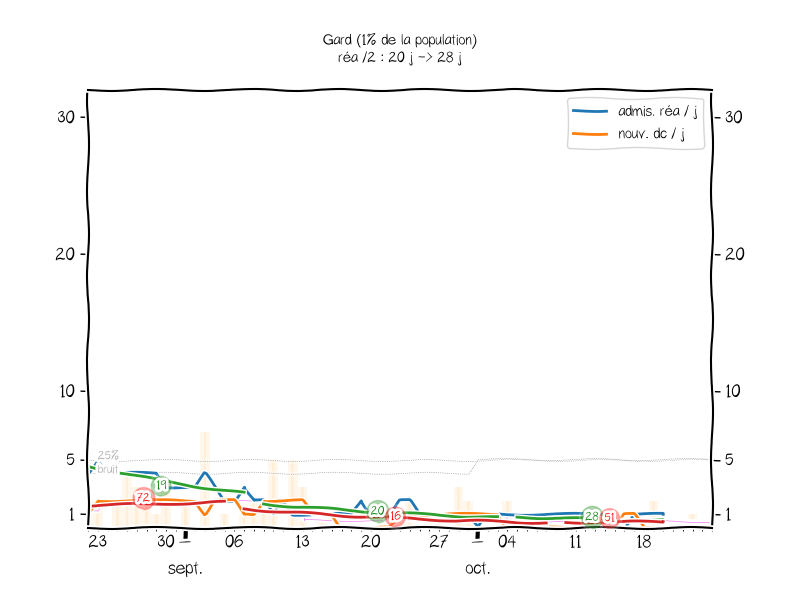 Gard (1% de la population)
réa /2 : 20 j -> 28 j
admis. réa / j
nouv. dc / j
30
30
20
20
10
10
5
5
1
1
25%
bruit
19
72
20
16
28
51
23 30 06 13 20 27 04 11 18
sept. oct.